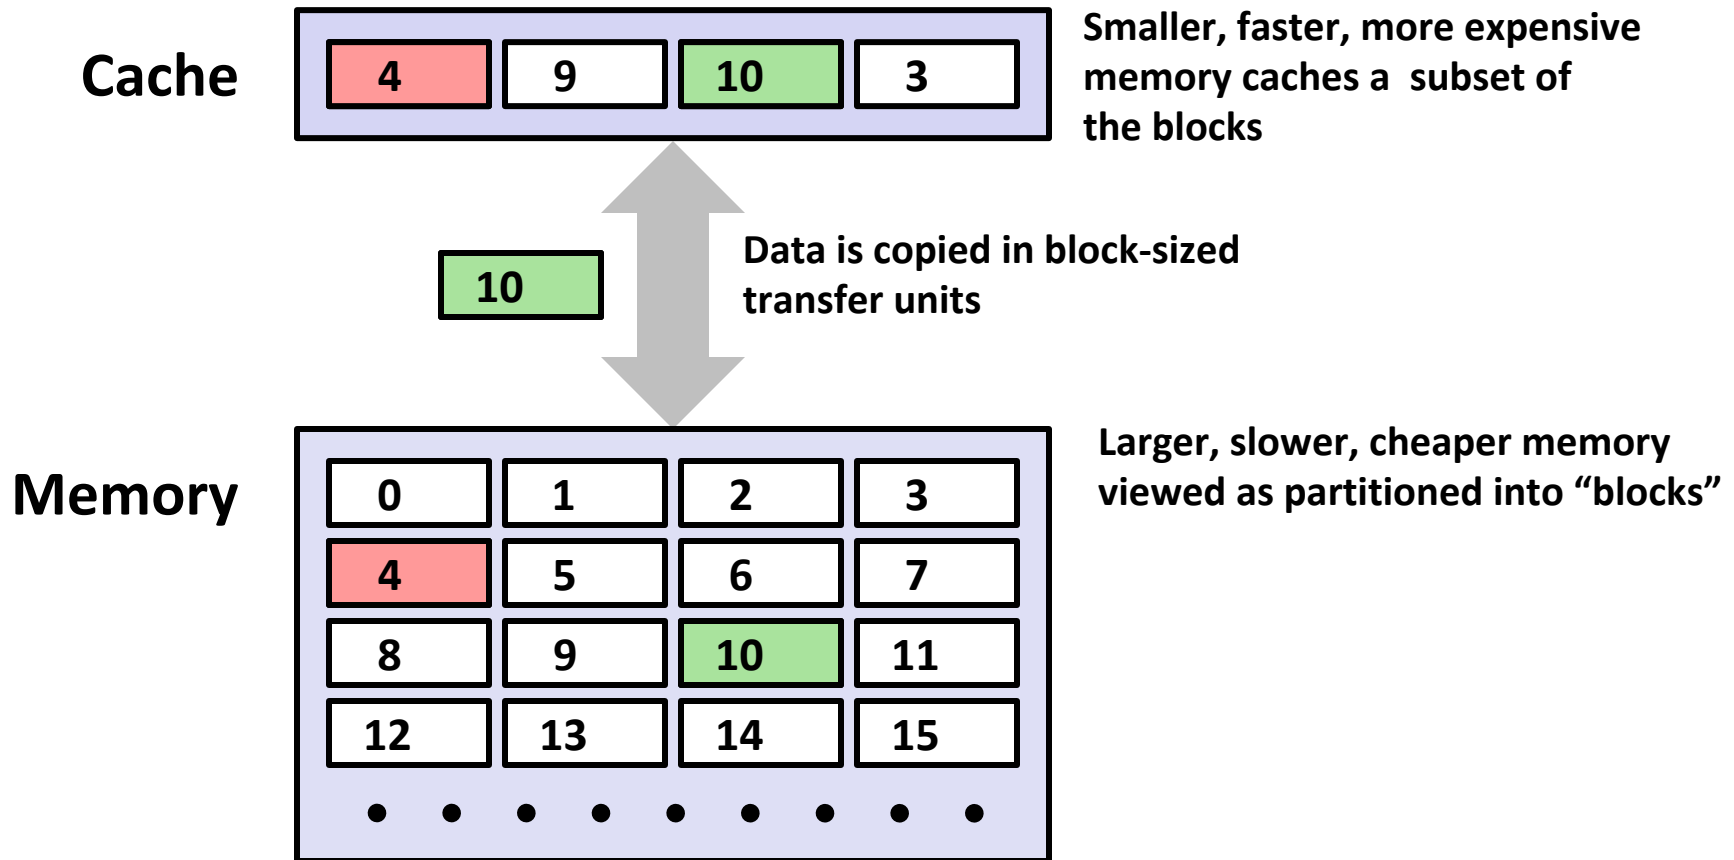 Cache
4 9 10 3
Smaller, faster, more expensive
memory caches a subset of
the blocks
10
Data is copied in block-sized
transfer units
Memory
0 1 2 3
4 5 6 7
8 9 10 11
12 13 14 15
Larger, slower, cheaper memory
viewed as partitioned into “blocks”